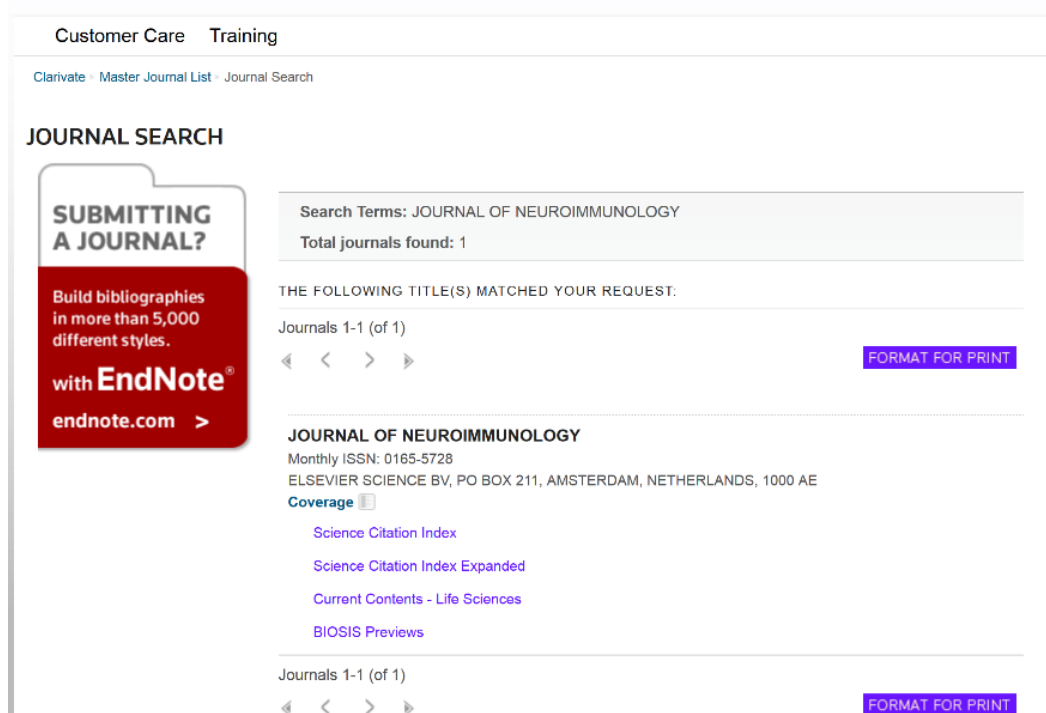 Customer Care Training
Clarivate Master Journal List Journal Search
JOURNAL SEARCH
SUBMITTING
A JOURNAL?
Build bibliographies
in more than 5,000
different styles.
with EndNote®
endnote.com >
Search Terms: JOURNAL OF NEUROIMMUNOLOGY
Total journals found: 1
THE FOLLOWING TITLE(S) MATCHED YOUR REQUEST:
Journals 1-1 (of 1)
FORMAT FOR PRINT
JOURNAL OF NEUROIMMUNOLOGY
Monthly ISSN: 0165-5728
ELSEVIER SCIENCE BV, PO BOX 211, AMSTERDAM, NETHERLANDS, 1000 AE
Coverage
Science Citation Index
Science Citation Index Expanded
Current Contents - Life Sciences
BIOSIS Previews
Journals 1-1 (of 1)
FORMAT FOR PRINT